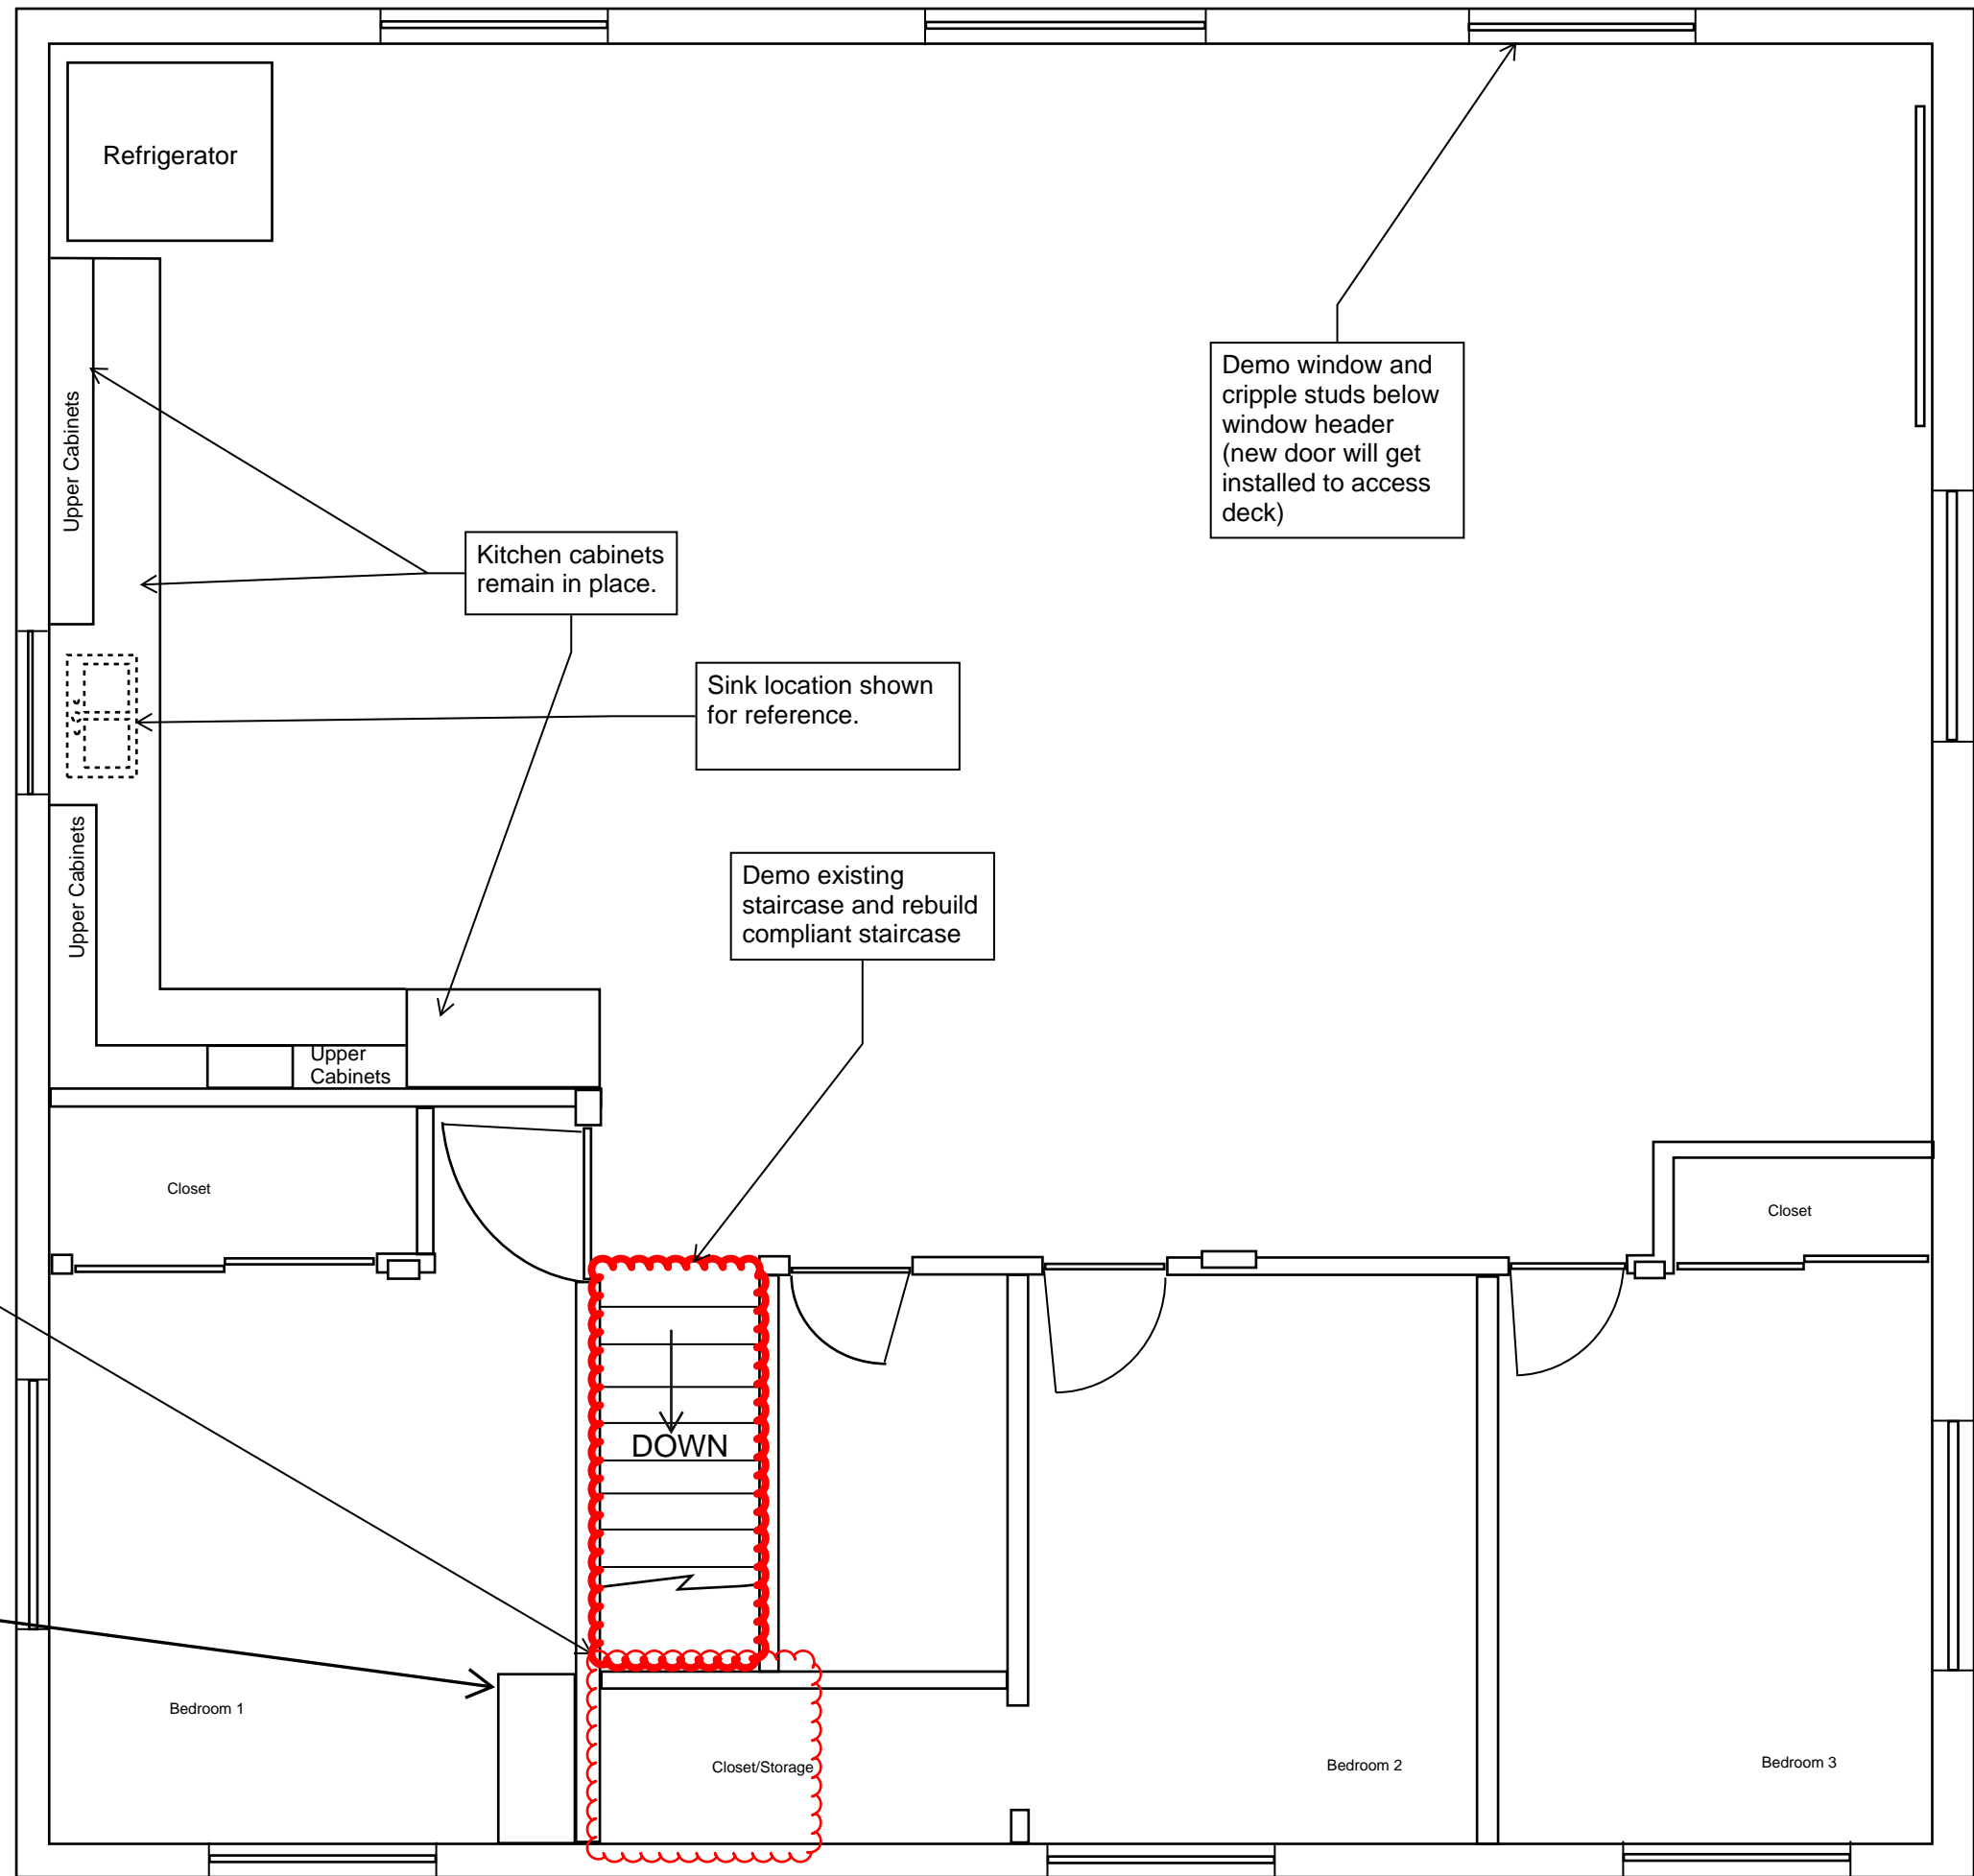 Refrigerator
Demo window and
cripple studs below
window header
(new door will get
installed to access
deck)
Upper Cabinets
Kitchen cabinets
remain in place.
Sink location shown
for reference.
Upper Cabinets
Demo existing
staircase and rebuild
compliant staircase
Upper
Cabinets
Closet
Closet
DOWN
Bedroom 1
Closet/Storage
Bedroom 2
Bedroom 3